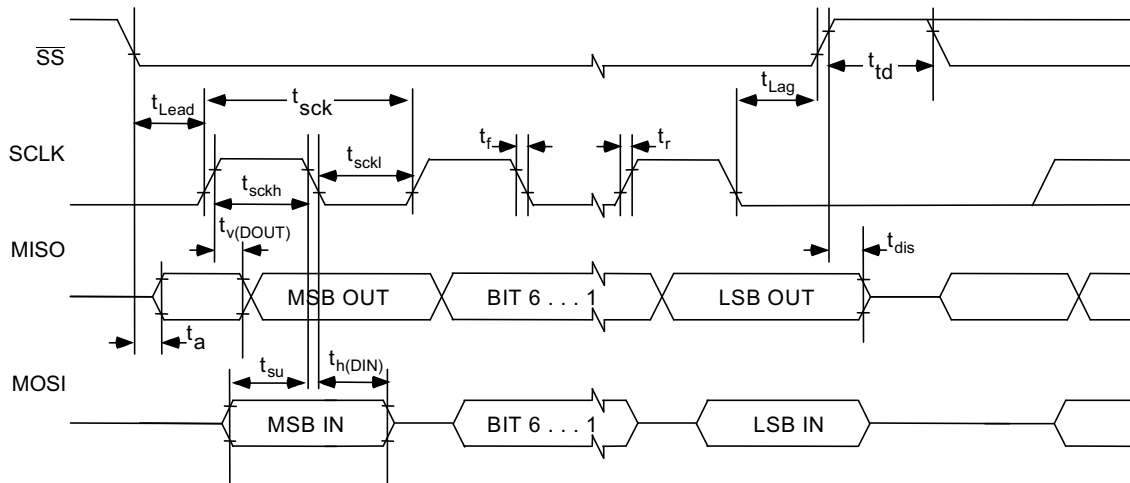 SS
t_td
t_Lag
t_Lead
t_sck
SCLK
t_f
t_r
t_sckl
t_sckh
t_v(DOUT)
MISO
t_dis
MSB OUT
BIT 6 . . . 1
LSB OUT
t_a
t_su
t_h(DIN)
MOSI
MSB IN
BIT 6 . . . 1
LSB IN